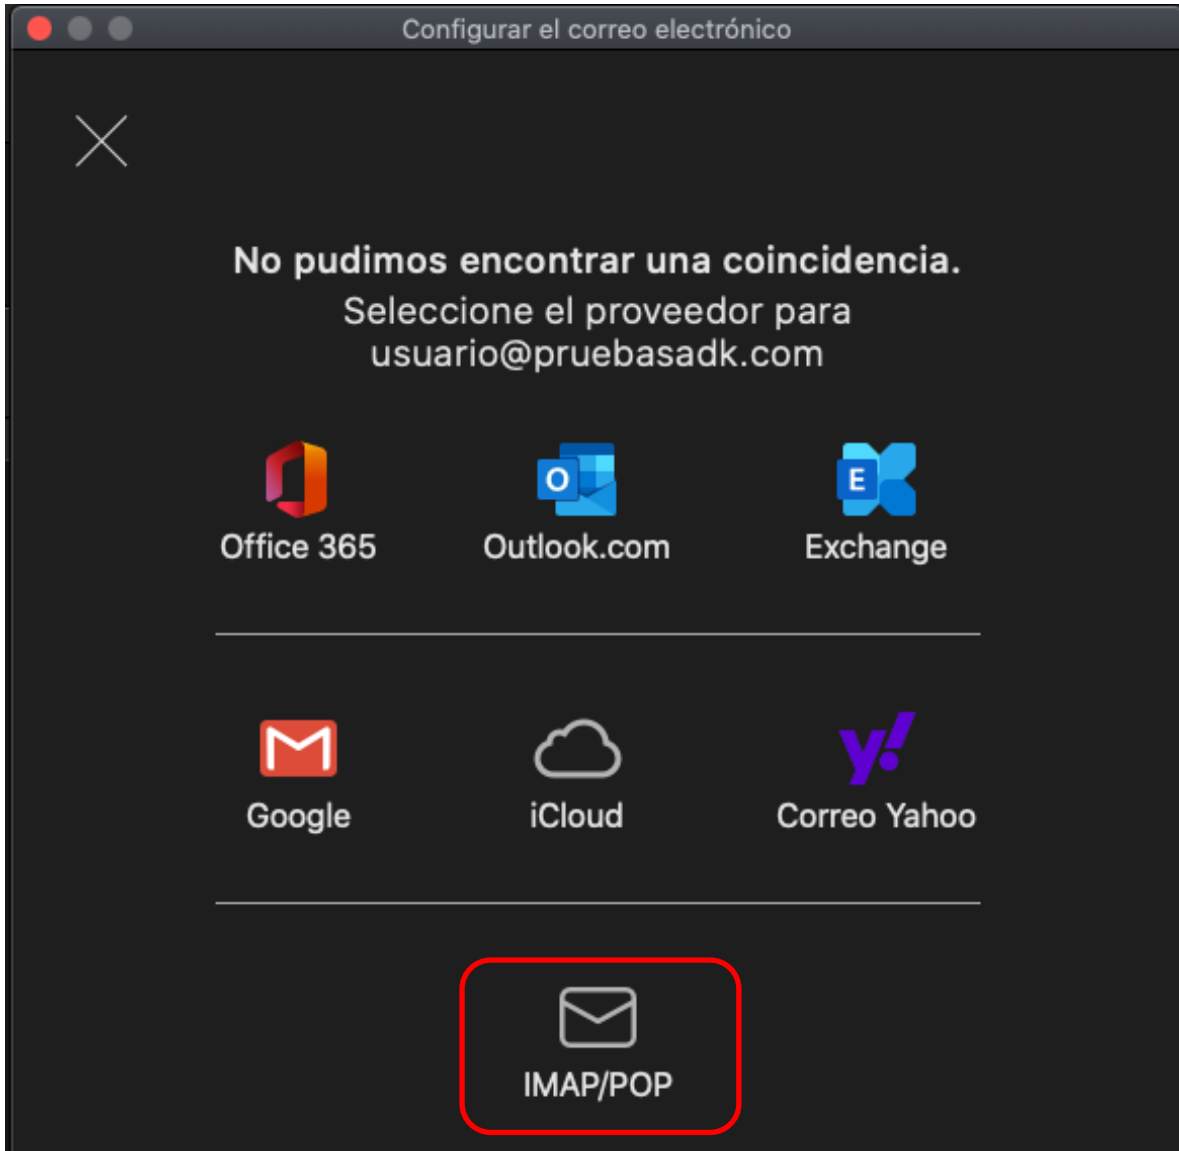 Configurar el correo electrónico
No pudimos encontrar una coincidencia.
Seleccione el proveedor para
usuario@pruebasadk.com
O
E
Office 365
Outlook.com
Exchange
y!
Google
iCloud
Correo Yahoo
IMAP/POP